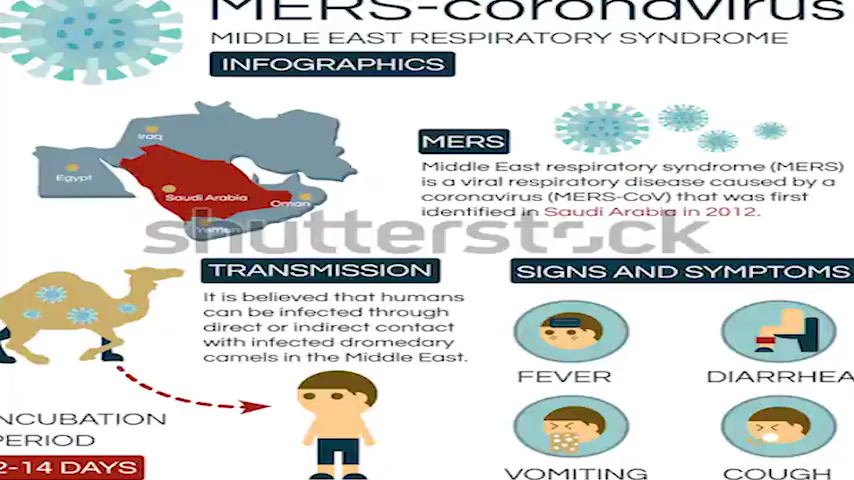 MERS-coronavirus
MIDDLE EAST RESPIRATORY SYNDROME
INFOGRAPHICS
Iraq
Egypt
Saudi Arabia
Oman
Yemen
MERS
Middle East respiratory syndrome (MERS)
is a viral respiratory disease caused by a
coronavirus (MERS-CoV) that was first
identified in Saudi Arabia in 2012.
shutterstock
TRANSMISSION
It is believed that humans
can be infected through
direct or indirect contact
with infected dromedary
camels in the Middle East.
SIGNS AND SYMPTOMS
FEVER
DIARRHEA
VOMITING
COUGH
NCUBATION
PERIOD
2-14 DAYS